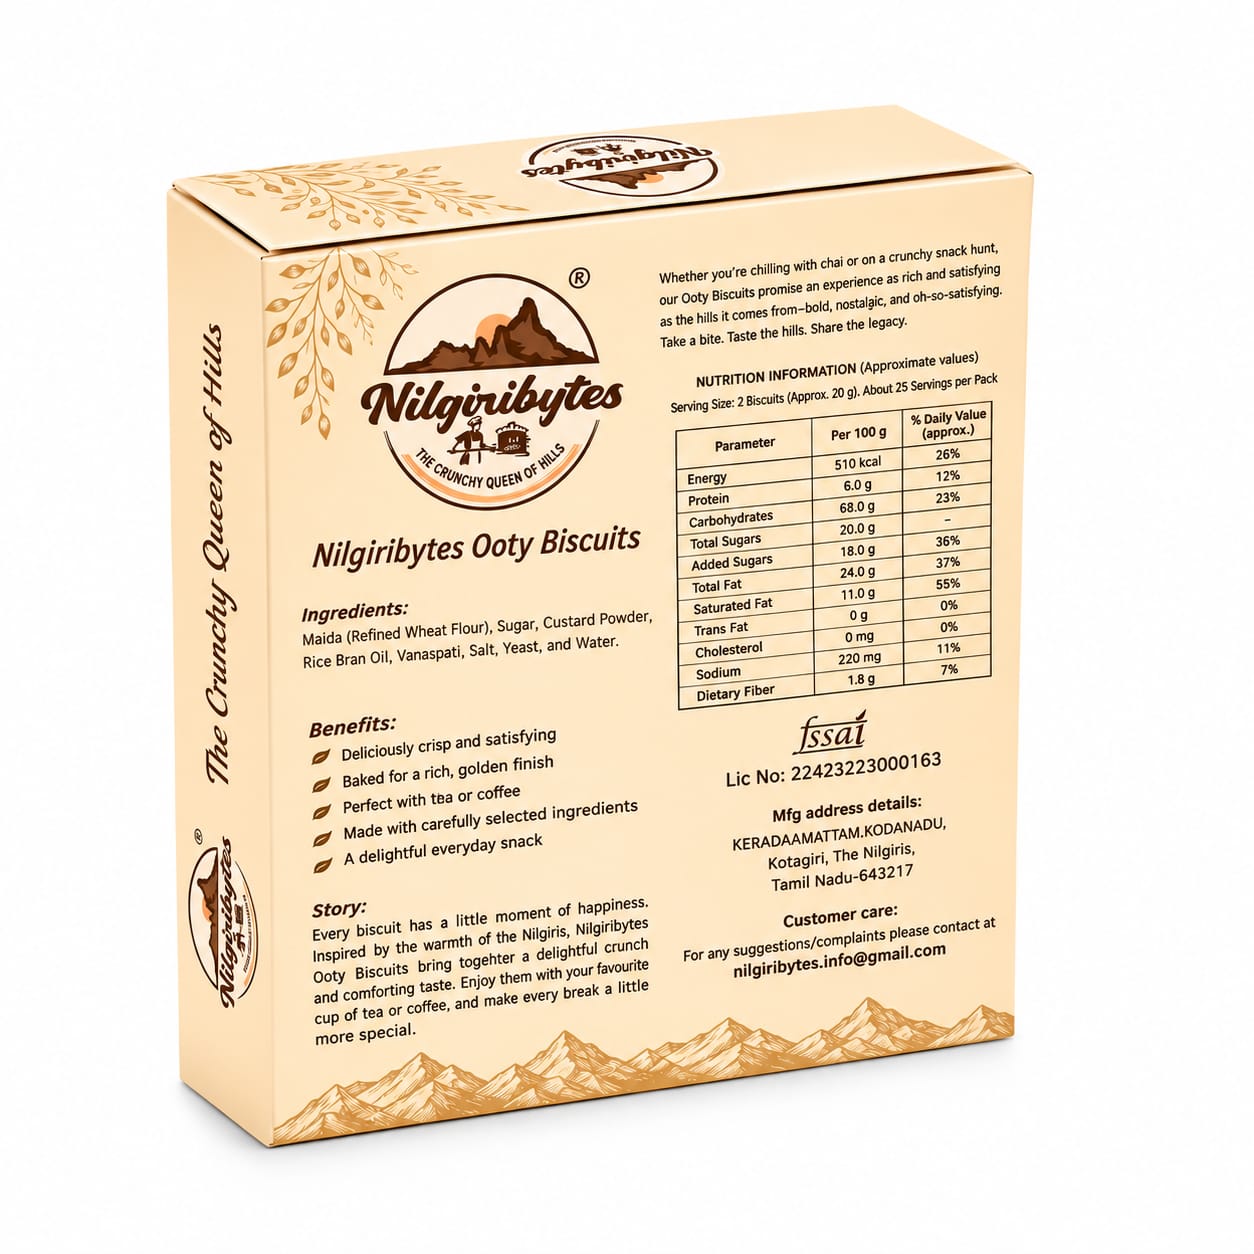 Nilgiribytes
®
Nilgiribytes
THE CRUNCHY QUEEN OF HILLS
Nilgiribytes Ooty Biscuits
Ingredients:
Maida (Refined Wheat Flour), Sugar, Custard Powder,
Rice Bran Oil, Vanaspati, Salt, Yeast, and Water.
Benefits:
Deliciously crisp and satisfying
Baked for a rich, golden finish
Perfect with tea or coffee
Made with carefully selected ingredients
A delightful everyday snack
Story:
Every biscuit has a little moment of happiness.
Inspired by the warmth of the Nilgiris, Nilgiribytes
Ooty Biscuits bring togehter a delightful crunch
and comforting taste. Enjoy them with your favourite
cup of tea or coffee, and make every break a little
more special.
Whether you're chilling with chai or on a crunchy snack hunt,
our Ooty Biscuits promise an experience as rich and satisfying
as the hills it comes from–bold, nostalgic, and oh-so-satisfying.
Take a bite. Taste the hills. Share the legacy.
NUTRITION INFORMATION (Approximate values)
Serving Size: 2 Biscuits (Approx. 20 g). About 25 Servings per Pack
Parameter Per 100 g % Daily Value (approx.)
Energy 510 kcal 26%
Protein 6.0 g 12%
Carbohydrates 68.0 g 23%
Total Sugars 20.0 g –
Added Sugars 18.0 g 36%
Total Fat 24.0 g 37%
Saturated Fat 11.0 g 55%
Trans Fat 0 g 0%
Cholesterol 0 mg 0%
Sodium 220 mg 11%
Dietary Fiber 1.8 g 7%
fssai
Lic No: 22423223000163
Mfg address details:
KERADAAMATTAM.KODANADU,
Kotagiri, The Nilgiris,
Tamil Nadu-643217
Customer care:
For any suggestions/complaints please contact at
nilgiribytes.info@gmail.com
The Crunchy Queen of Hills
®
Nilgiribytes